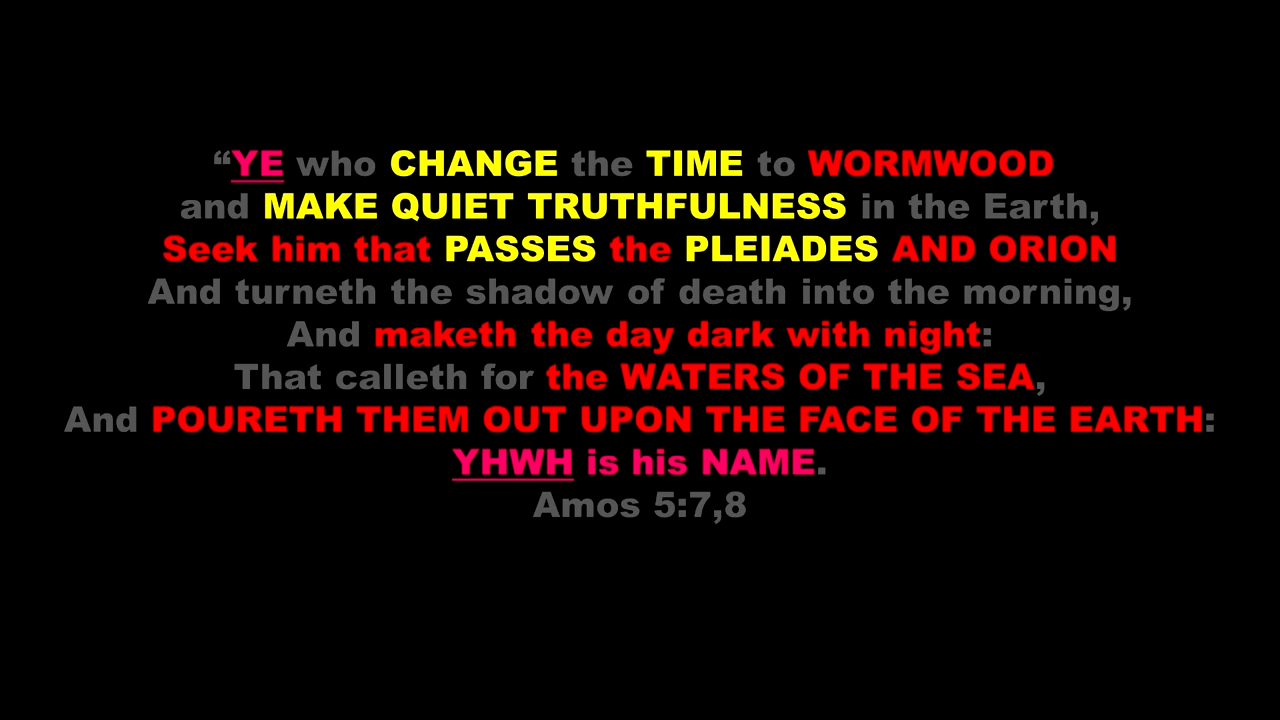 “YE who CHANGE the TIME to WORMWOOD
and MAKE QUIET TRUTHFULNESS in the Earth,
Seek him that PASSES the PLEIADES AND ORION
And turneth the shadow of death into the morning,
And maketh the day dark with night:
That calleth for the WATERS OF THE SEA,
And POURETH THEM OUT UPON THE FACE OF THE EARTH:
YHWH is his NAME.
Amos 5:7,8